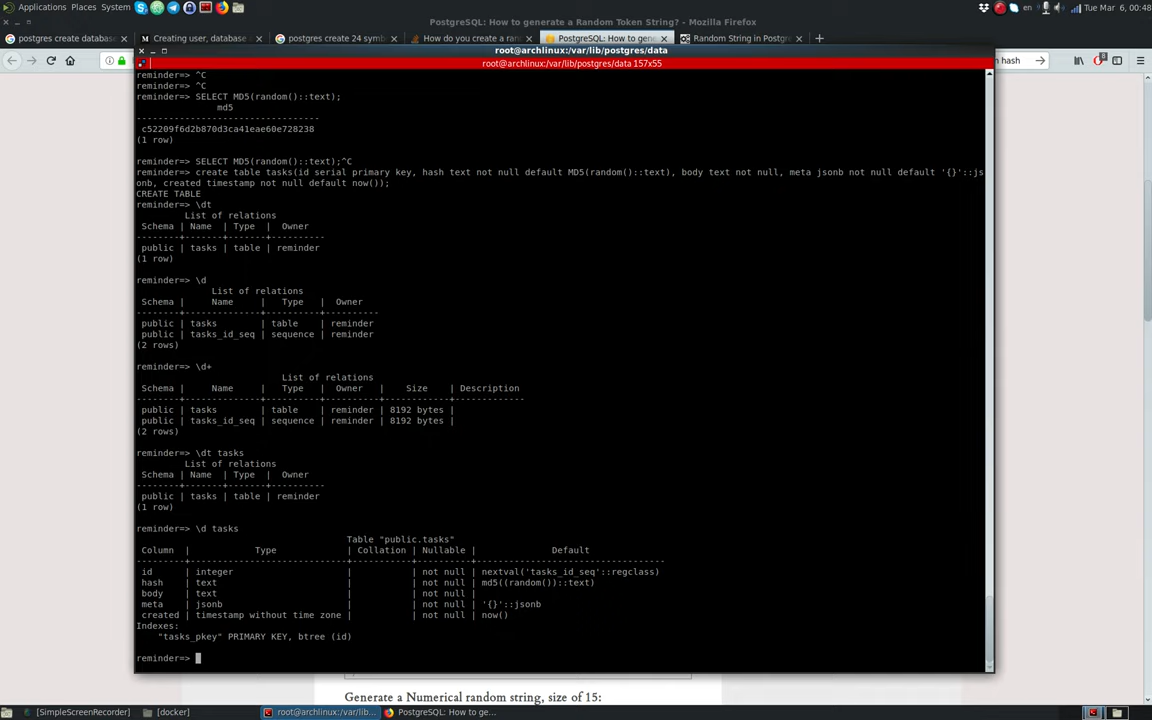 Applications Places System
PostgreSQL: How to generate a Random Token String? - Mozilla Firefox
en
Tue Mar 6, 00:48
postgres create database
Creating user, database
postgres create 24 symb
How do you create a ran
PostgreSQL: How to gene
Random String in Postgr
root@archlinux:/var/lib/postgres/data
root@archlinux:/var/lib/postgres/data 157x55
n hash
reminder=> ^C
reminder=> ^C
reminder=> SELECT MD5(random()::text);
md5
----------------------------------
c52209f6d2b870d3ca41eae60e728238
(1 row)
reminder=> SELECT MD5(random()::text);^C
reminder=> create table tasks(id serial primary key, hash text not null default MD5(random()::text), body text not null, meta jsonb not null default '{}'::js
onb, created timestamp not null default now());
CREATE TABLE
reminder=> \dt
List of relations
Schema | Name | Type | Owner
--------+-------+-------+----------
public | tasks | table | reminder
(1 row)
reminder=> \d
List of relations
Schema | Name | Type | Owner
--------+--------------+----------+----------
public | tasks | table | reminder
public | tasks_id_seq | sequence | reminder
(2 rows)
reminder=> \d+
List of relations
Schema | Name | Type | Owner | Size | Description
--------+--------------+----------+----------+------------+-------------
public | tasks | table | reminder | 8192 bytes |
public | tasks_id_seq | sequence | reminder | 8192 bytes |
(2 rows)
reminder=> \dt tasks
List of relations
Schema | Name | Type | Owner
--------+-------+-------+----------
public | tasks | table | reminder
(1 row)
reminder=> \d tasks
Table "public.tasks"
Column | Type | Collation | Nullable | Default
---------+-----------------------------+-----------+----------+-----------------------------------
id | integer | | not null | nextval('tasks_id_seq'::regclass)
hash | text | | not null | md5((random())::text)
body | text | | not null |
meta | jsonb | | not null | '{}'::jsonb
created | timestamp without time zone | | not null | now()
Indexes:
"tasks_pkey" PRIMARY KEY, btree (id)
reminder=>
Generate a Numerical random string, size of 15:
[SimpleScreenRecorder]
[docker]
root@archlinux:/var/lib...
PostgreSQL: How to ge...